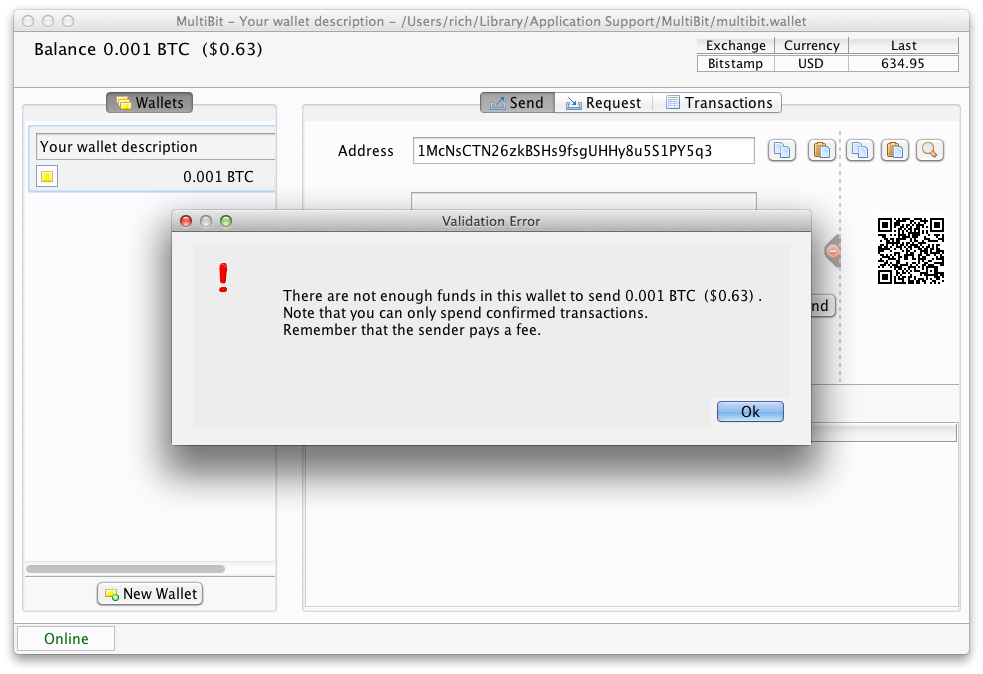 MultiBit – Your wallet description – /Users/rich/Library/Application Support/MultiBit/multibit.wallet
Balance 0.001 BTC ($0.63)
Exchange Currency Last
Bitstamp USD 634.95
Wallets
Send Request Transactions
Your wallet description
0.001 BTC
Address 1McNsCTN26zkBSHs9fsgUHHy8u5S1PY5q3
Validation Error
There are not enough funds in this wallet to send 0.001 BTC ($0.63) .
Note that you can only spend confirmed transactions.
Remember that the sender pays a fee.
nd
Ok
New Wallet
Online